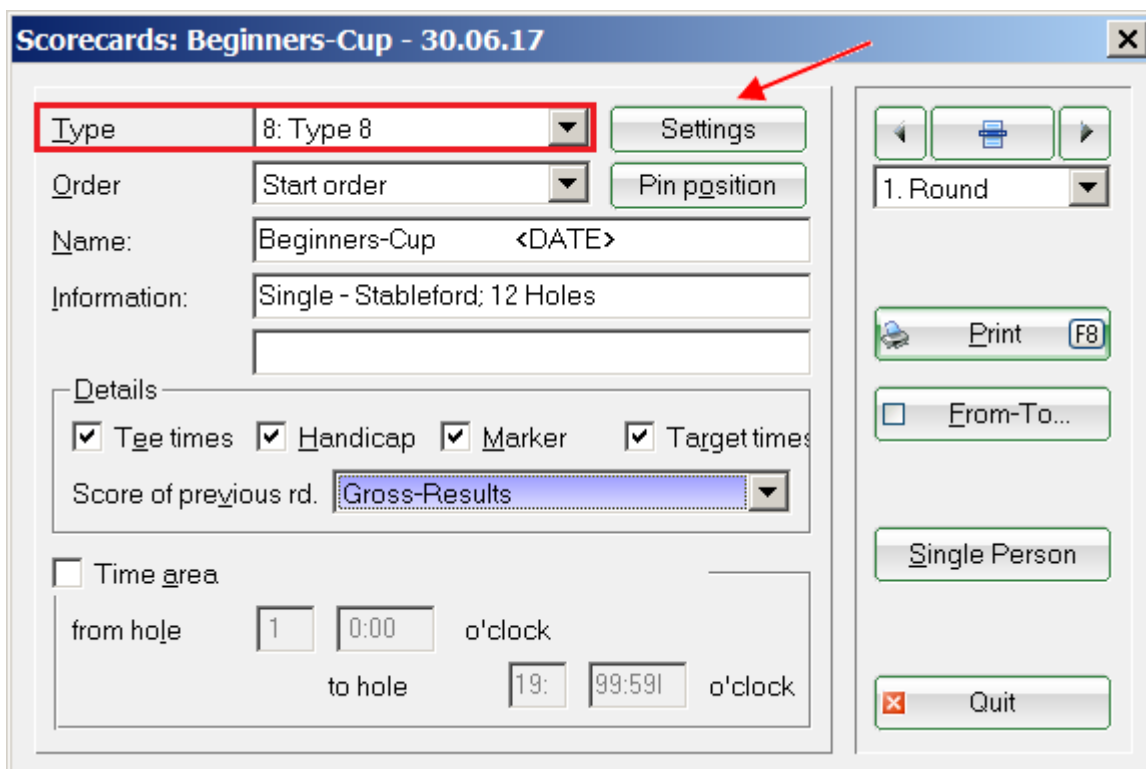 Scorecards: Beginners-Cup - 30.06.17
Type 8: Type 8 Settings
Order Start order Pin position
1. Round
Name: Beginners-Cup <DATE>
Information: Single - Stableford; 12 Holes
Print F8
Details
Tee times Handicap Marker Target times
From-To...
Score of previous rd. Gross-Results
Single Person
Time area
from hole 1 0:00 o'clock
to hole 19: 99:59l o'clock
Quit